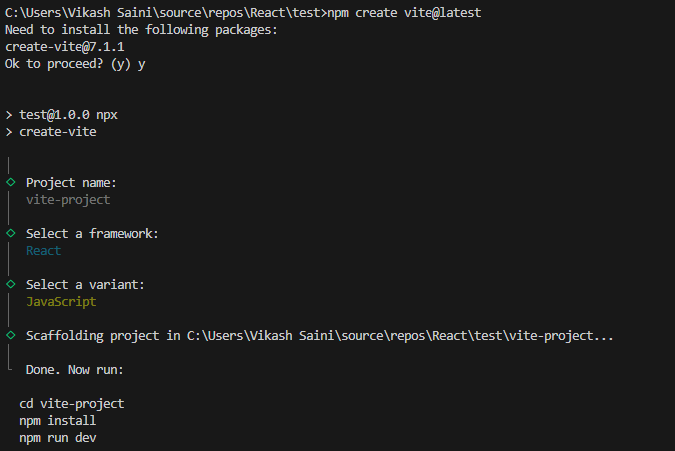 C:\Users\Vikash Saini\source\repos\React\test>npm create vite@latest
Need to install the following packages:
create-vite@7.1.1
Ok to proceed? (y) y
> test@1.0.0 npx
> create-vite
Project name:
vite-project
Select a framework:
React
Select a variant:
JavaScript
Scaffolding project in C:\Users\Vikash Saini\source\repos\React\test\vite-project...
Done. Now run:
cd vite-project
npm install
npm run dev